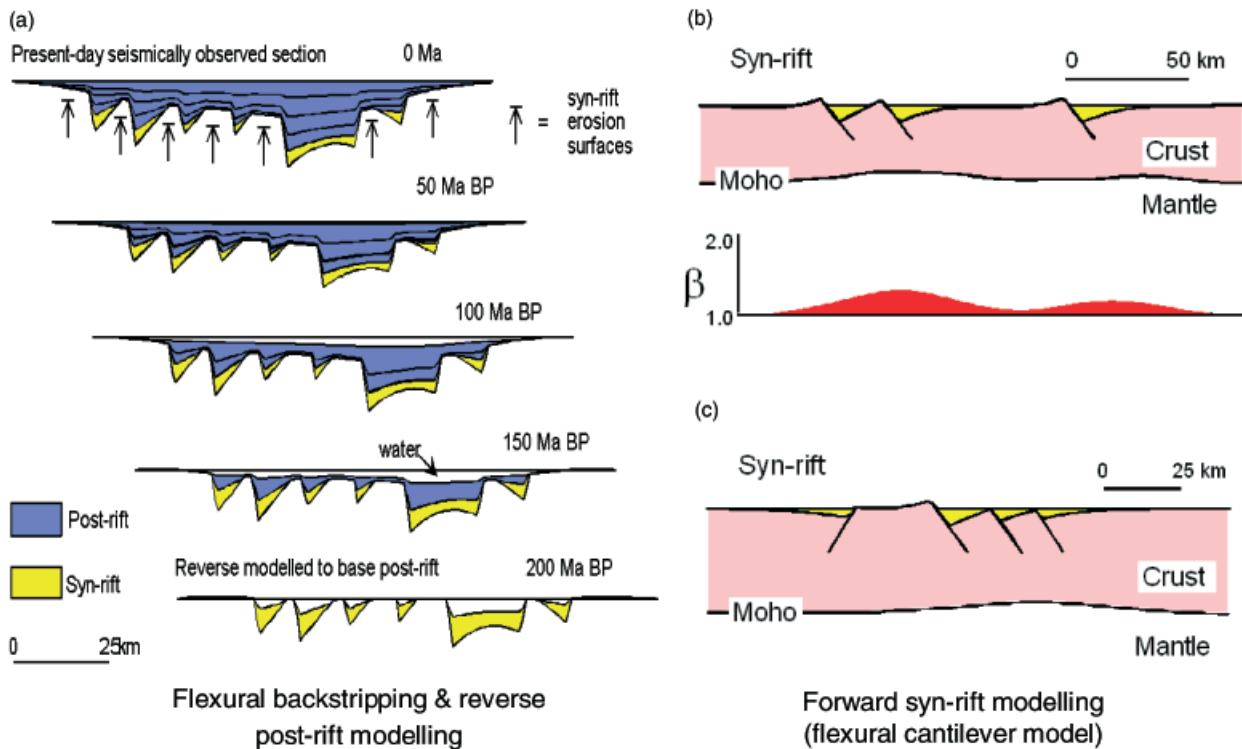 (a)
Present-day seismically observed section
0 Ma
syn-rift
= erosion
surfaces
50 Ma BP
100 Ma BP
water
150 Ma BP
Post-rift
Syn-rift
Reverse modelled to base post-rift
200 Ma BP
0
25km
Flexural backstripping & reverse
post-rift modelling
(b)
Syn-rift
0
50 km
Crust
Moho
Mantle
2.0
β
1.0
(c)
Syn-rift
0
25 km
Crust
Moho
Mantle
Forward syn-rift modelling
(flexural cantilever model)